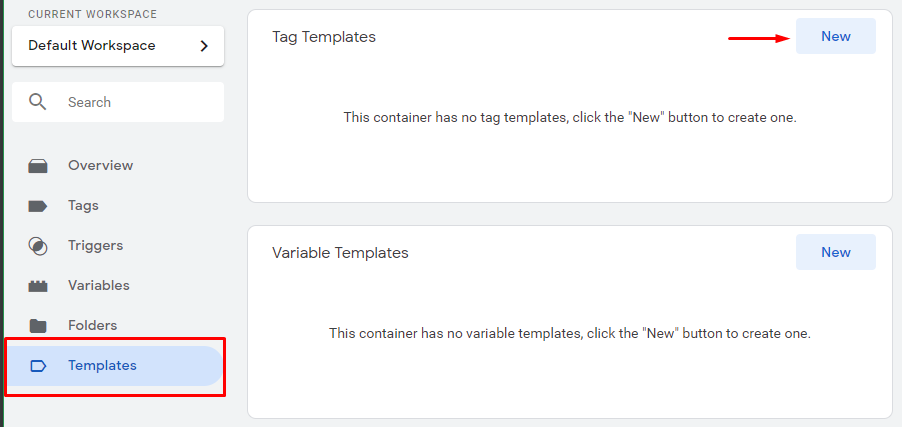 CURRENT WORKSPACE
Default Workspace
Search
Overview
Tags
Triggers
Variables
Folders
Templates
Tag Templates
New
This container has no tag templates, click the "New" button to create one.
Variable Templates
New
This container has no variable templates, click the "New" button to create one.